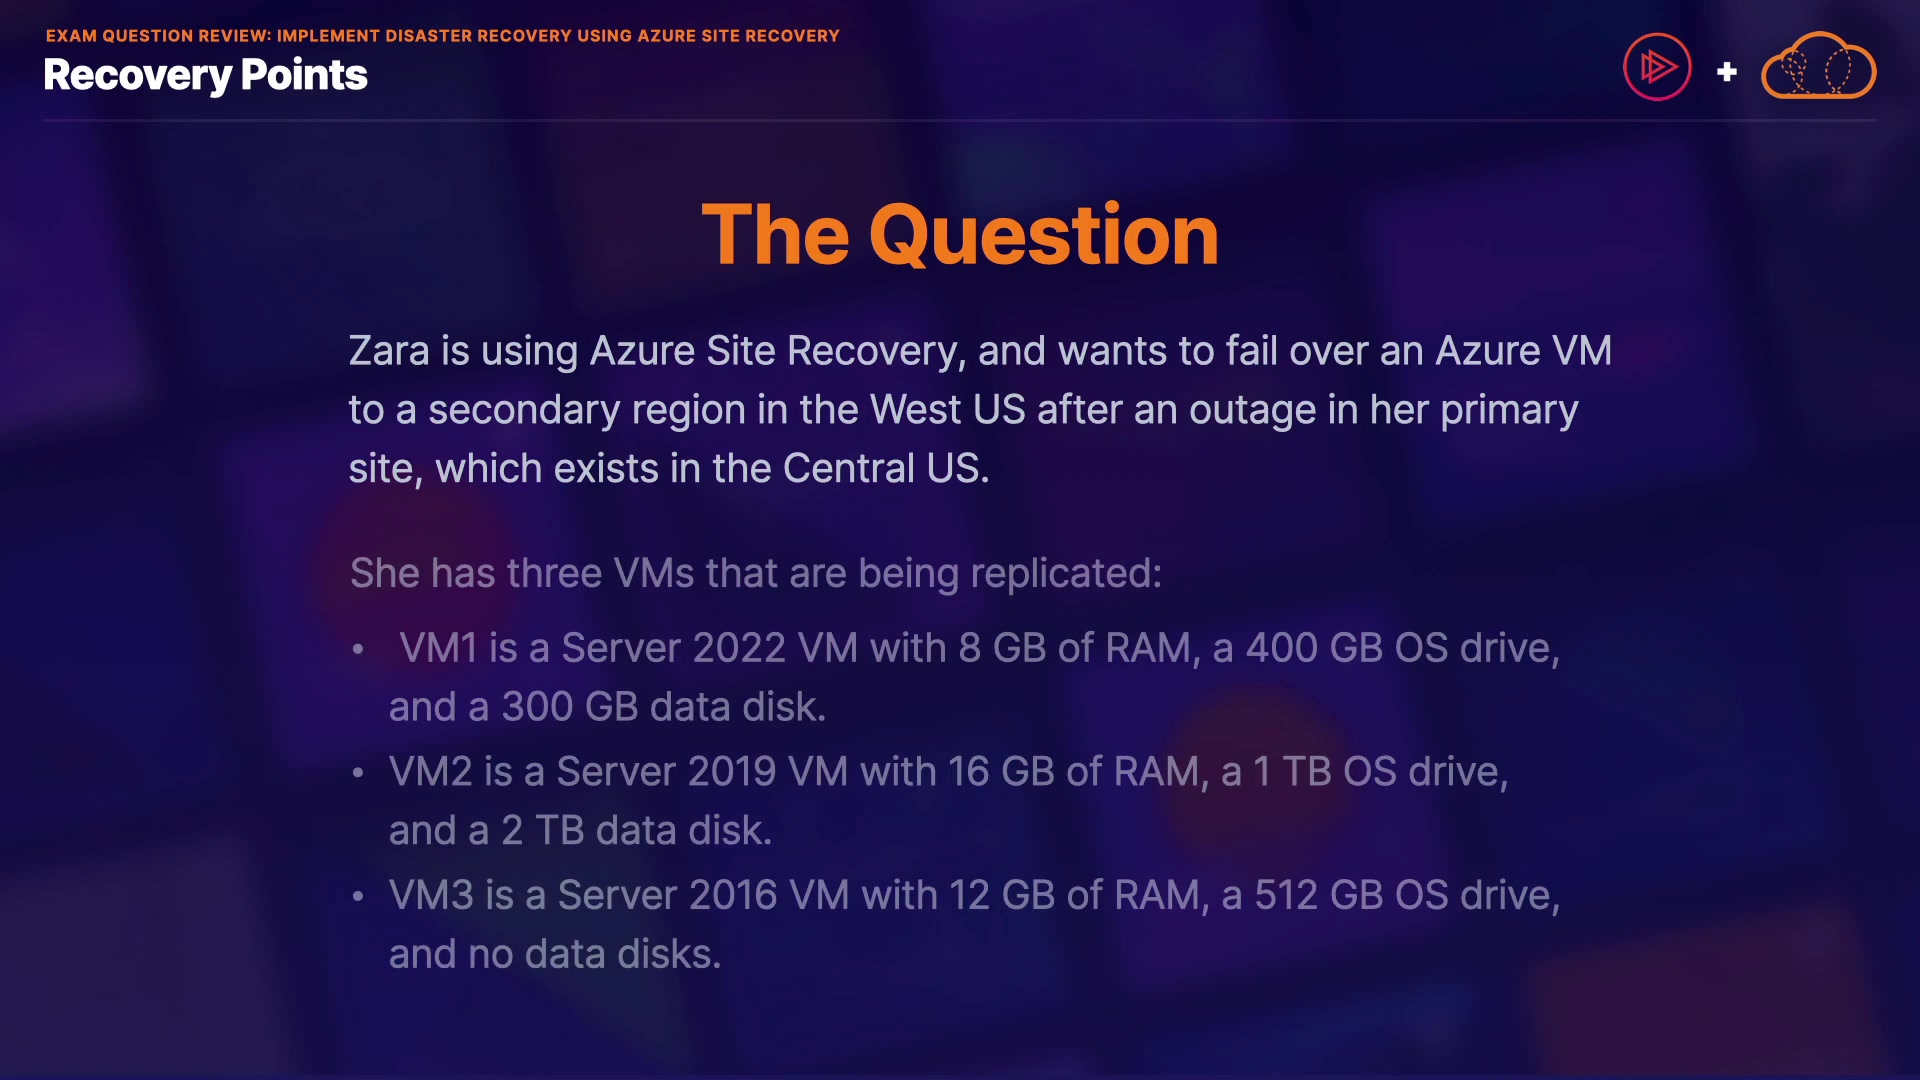 EXAM QUESTION REVIEW: IMPLEMENT DISASTER RECOVERY USING AZURE SITE RECOVERY
Recovery Points
+
The Question
Zara is using Azure Site Recovery, and wants to fail over an Azure VM
to a secondary region in the West US after an outage in her primary
site, which exists in the Central US.
She has three VMs that are being replicated:
• VM1 is a Server 2022 VM with 8 GB of RAM, a 400 GB OS drive,
and a 300 GB data disk.
• VM2 is a Server 2019 VM with 16 GB of RAM, a 1 TB OS drive,
and a 2 TB data disk.
• VM3 is a Server 2016 VM with 12 GB of RAM, a 512 GB OS drive,
and no data disks.